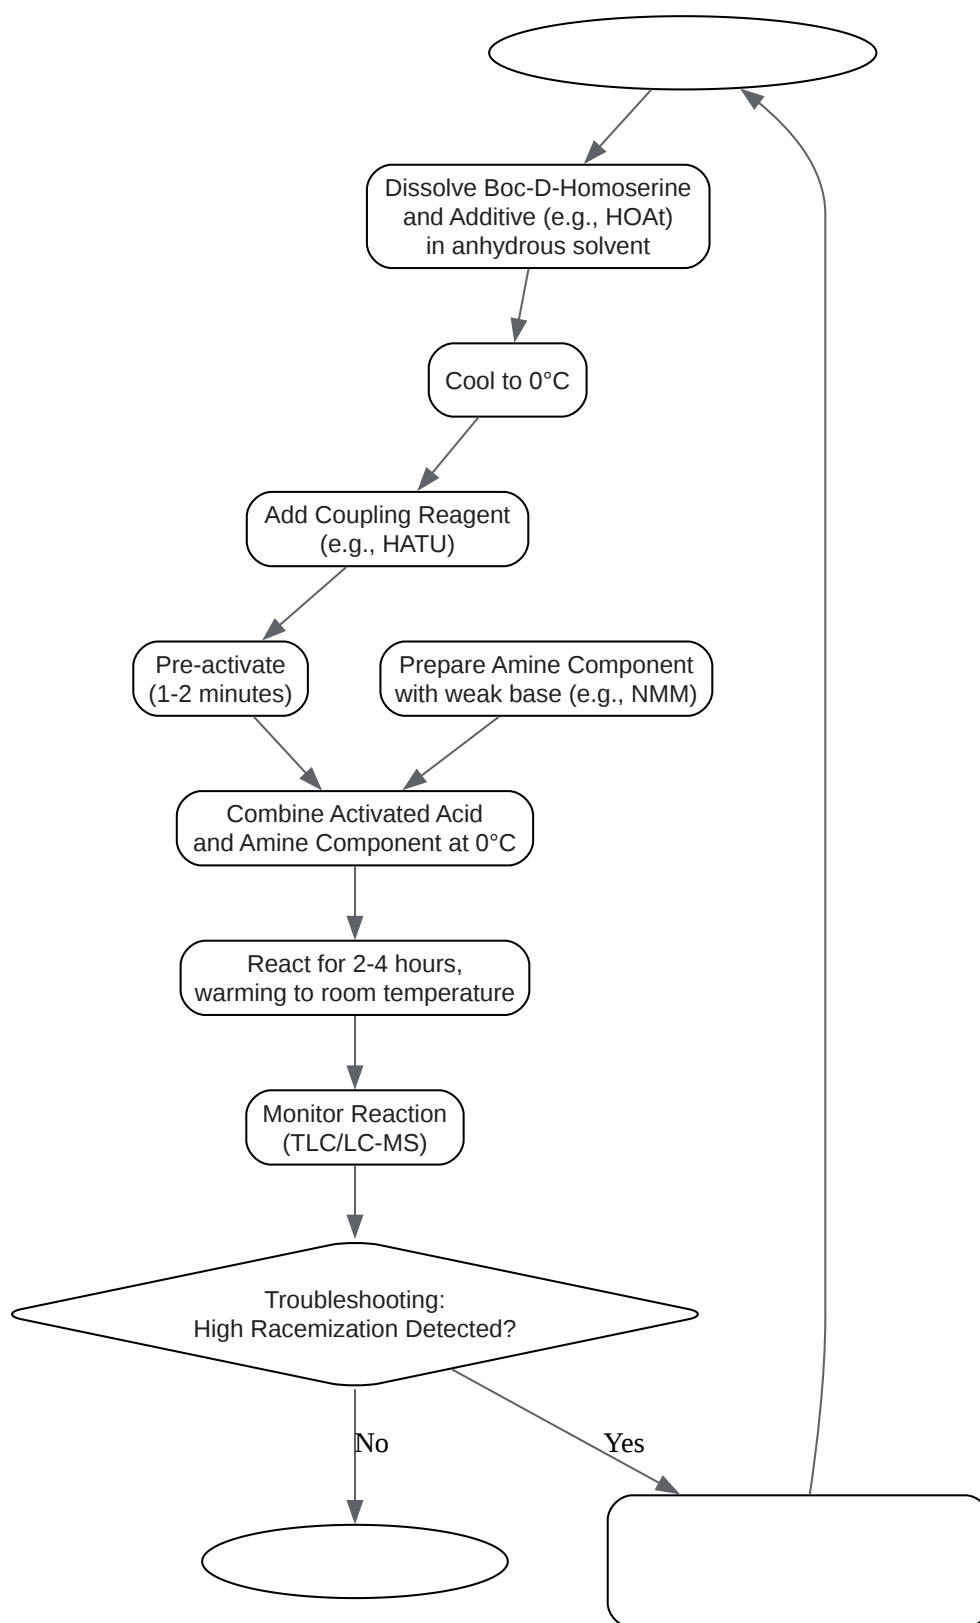 Dissolve Boc-D-Homoserine
and Additive (e.g., HOAt)
in anhydrous solvent
Cool to 0°C
Add Coupling Reagent
(e.g., HATU)
Pre-activate
(1-2 minutes)
Prepare Amine Component
with weak base (e.g., NMM)
Combine Activated Acid
and Amine Component at 0°C
React for 2-4 hours,
warming to room temperature
Monitor Reaction
(TLC/LC-MS)
Troubleshooting:
High Racemization Detected?
No
Yes